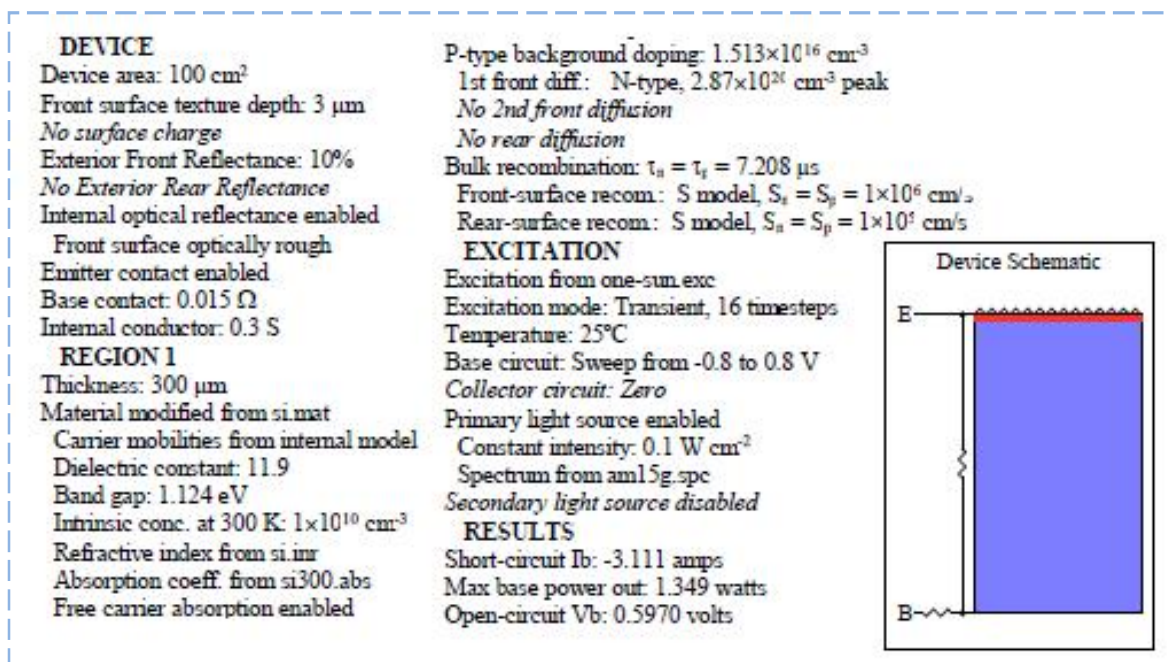 DEVICE
Device area: 100 cm²
Front surface texture depth: 3 μm
No surface charge
Exterior Front Reflectance: 10%
No Exterior Rear Reflectance
Internal optical reflectance enabled
Front surface optically rough
Emitter contact enabled
Base contact: 0.015 Ω
Internal conductor: 0.3 S
REGION 1
Thickness: 300 μm
Material modified from si.mat
Carrier mobilities from internal model
Dielectric constant: 11.9
Band gap: 1.124 eV
Intrinsic conc. at 300 K: 1×10¹⁰ cm⁻³
Refractive index from si.inr
Absorption coeff. from si300.abs
Free carrier absorption enabled
P-type background doping: 1.513×10¹⁶ cm⁻³
1st front diff.: N-type, 2.87×10²⁰ cm⁻³ peak
No 2nd front diffusion
No rear diffusion
Bulk recombination: τₙ = τₚ = 7.208 μs
Front-surface recom.: S model, Sₙ = Sₚ = 1×10⁶ cm/s
Rear-surface recom.: S model, Sₙ = Sₚ = 1×10⁵ cm/s
EXCITATION
Excitation from one-sun.exc
Excitation mode: Transient, 16 timesteps
Temperature: 25°C
Base circuit: Sweep from -0.8 to 0.8 V
Collector circuit: Zero
Primary light source enabled
Constant intensity: 0.1 W cm⁻²
Spectrum from am15g.spc
Secondary light source disabled
RESULTS
Short-circuit Ib: -3.111 amps
Max base power out: 1.349 watts
Open-circuit Vb: 0.5970 volts
Device Schematic
E
B